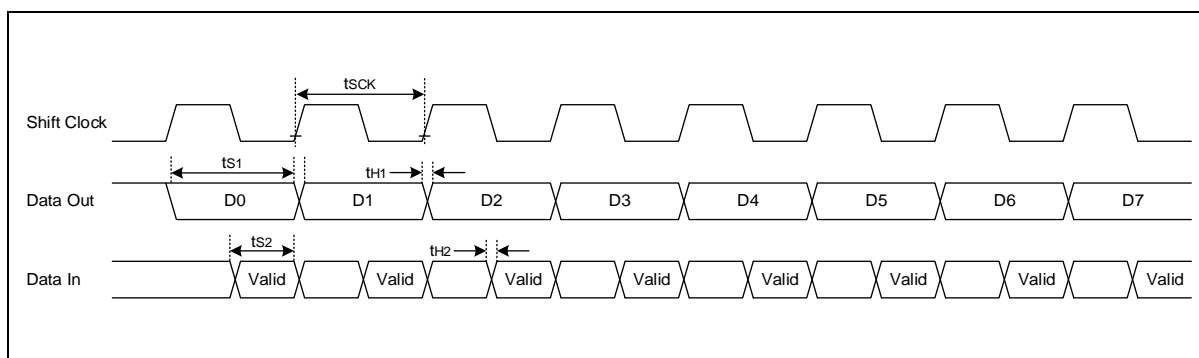 tSCK
Shift Clock
tS1
tH1
Data Out
D0 D1 D2 D3 D4 D5 D6 D7
tS2
tH2
Data In
Valid Valid Valid Valid Valid Valid Valid Valid